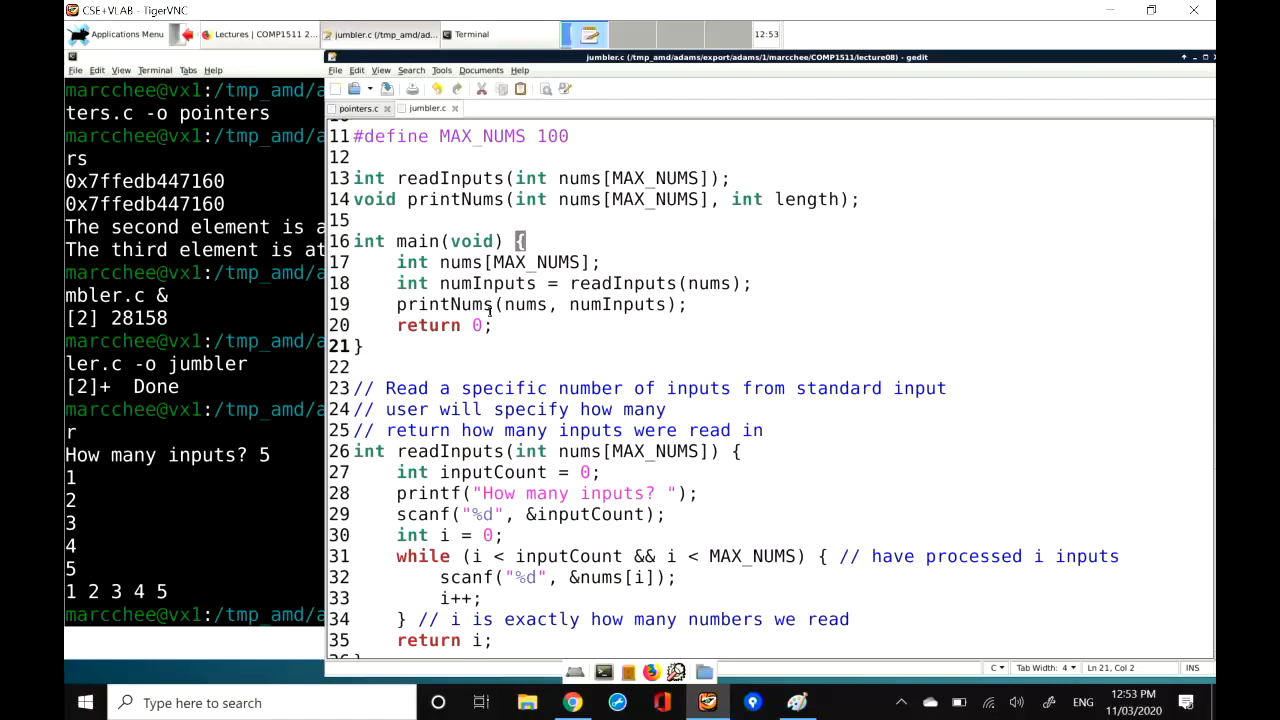 CSE+VLAB - TigerVNC
Applications Menu
Lectures | COMP1511 2...
jumbler.c (/tmp_amd/ad...
Terminal
12:53
jumbler.c (/tmp_amd/adams/export/adams/1/marcchee/COMP1511/lecture08) - gedit
File Edit View Terminal Tabs Help
File Edit View Search Tools Documents Help
pointers.c
jumbler.c
marcchee@vx1:/tmp_amd/a
ters.c -o pointers
marcchee@vx1:/tmp_amd/a
rs
0x7ffedb447160
0x7ffedb447160
The second element is a
The third element is at
marcchee@vx1:/tmp_amd/a
mbler.c &
[2] 28158
marcchee@vx1:/tmp_amd/a
ler.c -o jumbler
[2]+  Done
marcchee@vx1:/tmp_amd/a
r
How many inputs? 5
1
2
3
4
5
1 2 3 4 5
marcchee@vx1:/tmp_amd/a
11 #define MAX_NUMS 100
12
13 int readInputs(int nums[MAX_NUMS]);
14 void printNums(int nums[MAX_NUMS], int length);
15
16 int main(void) {
17     int nums[MAX_NUMS];
18     int numInputs = readInputs(nums);
19     printNums(nums, numInputs);
20     return 0;
21 }
22
23 // Read a specific number of inputs from standard input
24 // user will specify how many
25 // return how many inputs were read in
26 int readInputs(int nums[MAX_NUMS]) {
27     int inputCount = 0;
28     printf("How many inputs? ");
29     scanf("%d", &inputCount);
30     int i = 0;
31     while (i < inputCount && i < MAX_NUMS) { // have processed i inputs
32         scanf("%d", &nums[i]);
33         i++;
34     } // i is exactly how many numbers we read
35     return i;
C
Tab Width: 4
Ln 21, Col 2
INS
Type here to search
ENG
12:53 PM
11/03/2020